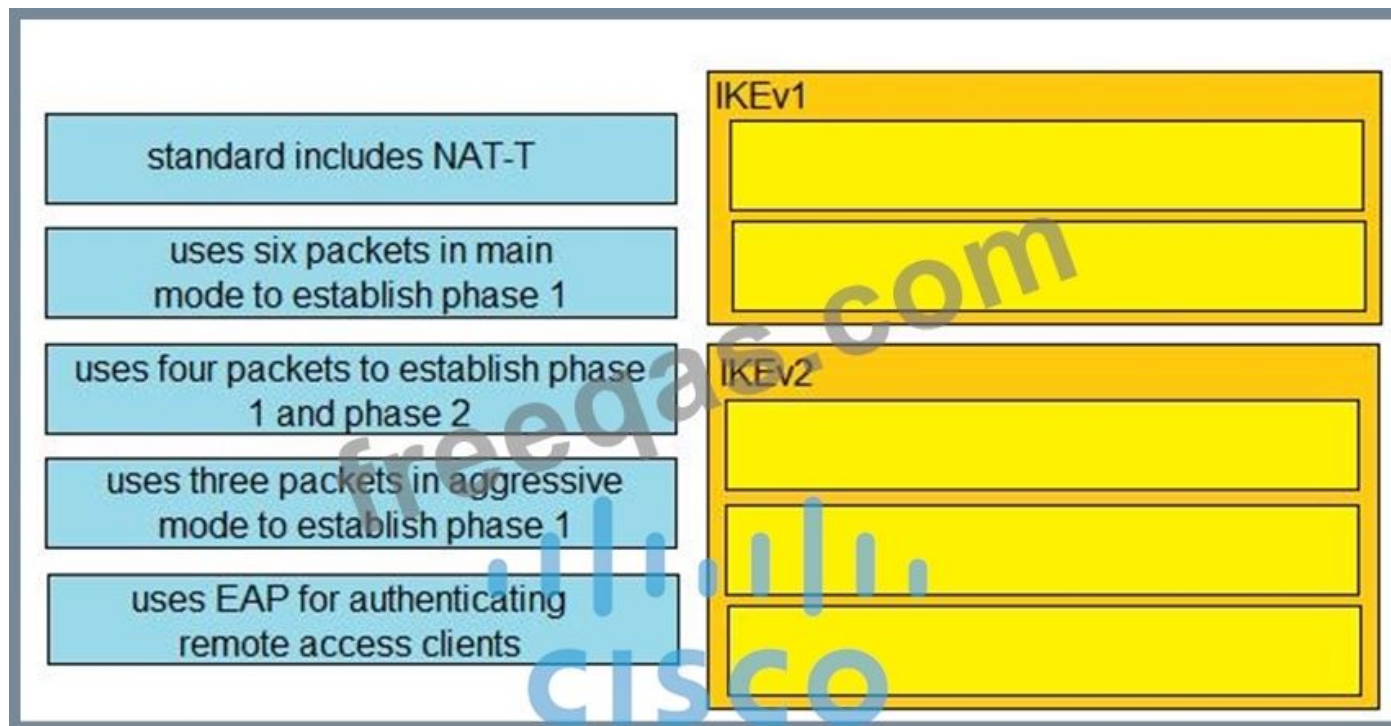 standard includes NAT-T
uses six packets in main
mode to establish phase 1
uses four packets to establish phase
1 and phase 2
uses three packets in aggressive
mode to establish phase 1
uses EAP for authenticating
remote access clients
IKEv1
IKEv2
freeqas.com
CISCO